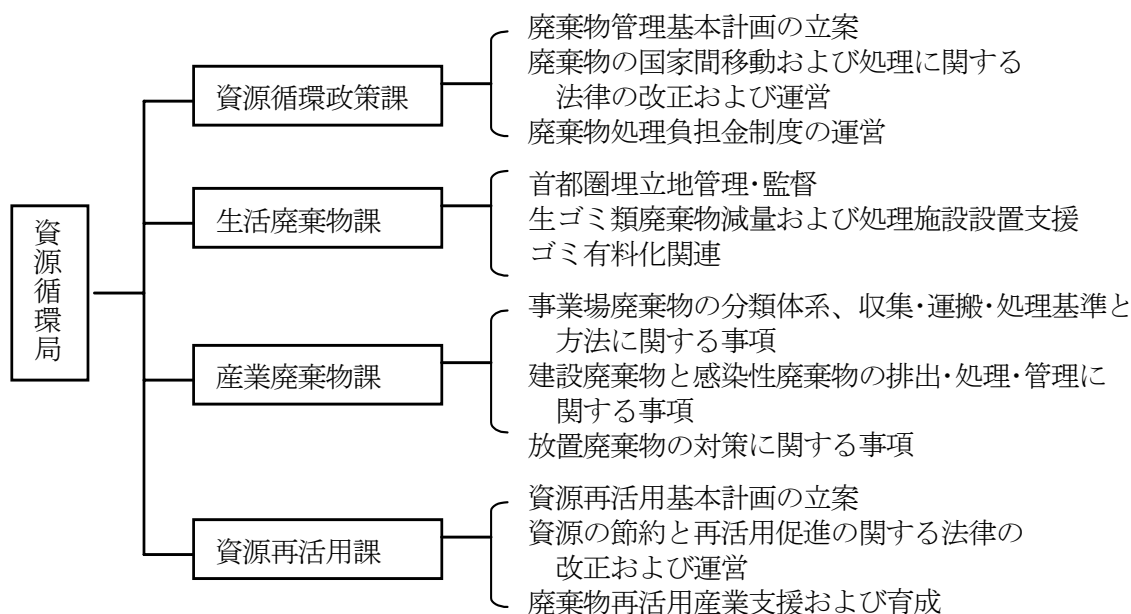 資源循環局
資源循環政策課
廃棄物管理基本計画の立案
廃棄物の国家間移動および処理に関する
法律の改正および運営
廃棄物処理負担金制度の運営
生活廃棄物課
首都圏埋立地管理・監督
生ゴミ類廃棄物減量および処理施設設置支援
ゴミ有料化関連
産業廃棄物課
事業場廃棄物の分類体系、収集・運搬・処理基準と
方法に関する事項
建設廃棄物と感染性廃棄物の排出・処理・管理に
関する事項
放置廃棄物の対策に関する事項
資源再活用課
資源再活用基本計画の立案
資源の節約と再活用促進の関する法律の
改正および運営
廃棄物再活用産業支援および育成